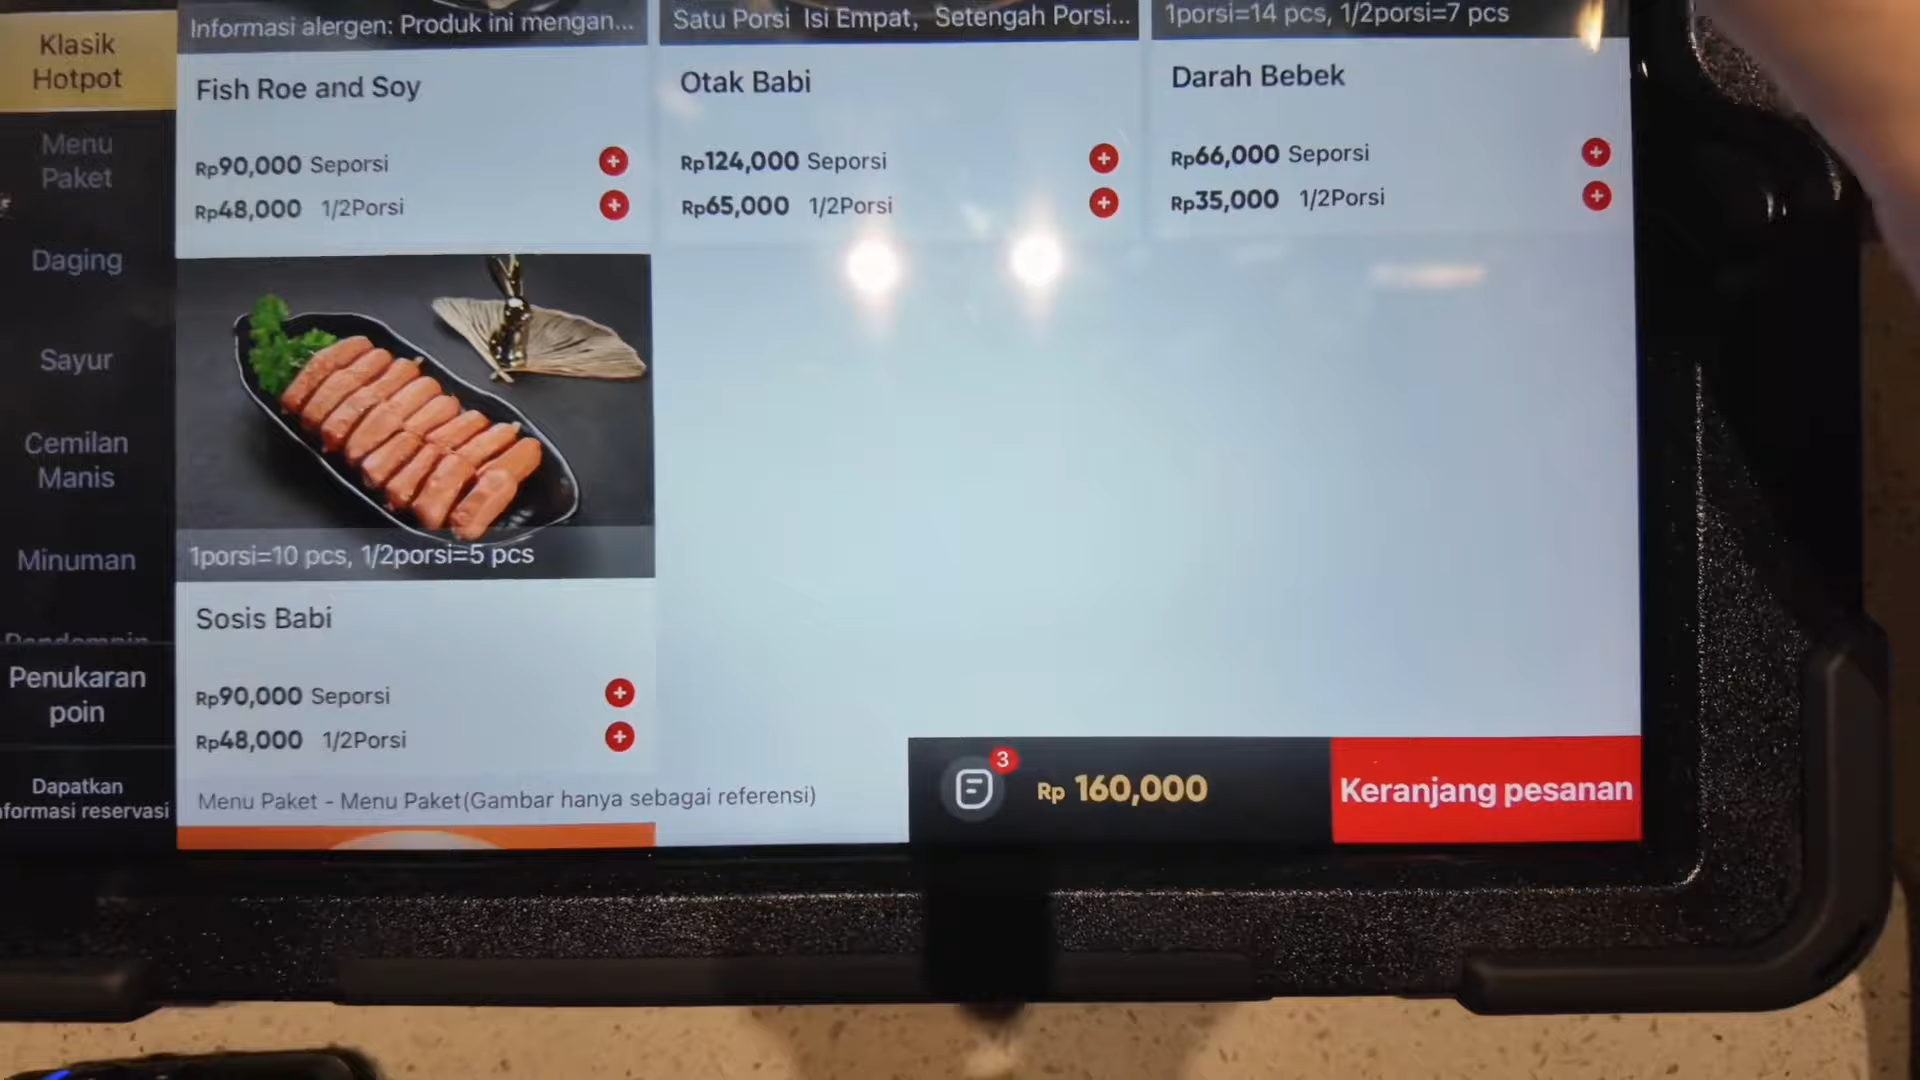 Klasik
Hotpot
Menu
Paket
Daging
Sayur
Cemilan
Manis
Minuman
Penukaran
poin
Dapatkan
formasi reservasi
Informasi alergen: Produk ini mengan...
Fish Roe and Soy
Rp90,000 Seporsi
Rp48,000 1/2Porsi
Satu Porsi Isi Empat, Setengah Porsi...
Otak Babi
Rp124,000 Seporsi
Rp65,000 1/2Porsi
1porsi=14 pcs, 1/2porsi=7 pcs
Darah Bebek
Rp66,000 Seporsi
Rp35,000 1/2Porsi
1porsi=10 pcs, 1/2porsi=5 pcs
Sosis Babi
Rp90,000 Seporsi
Rp48,000 1/2Porsi
Menu Paket - Menu Paket(Gambar hanya sebagai referensi)
3
Rp 160,000
Keranjang pesanan